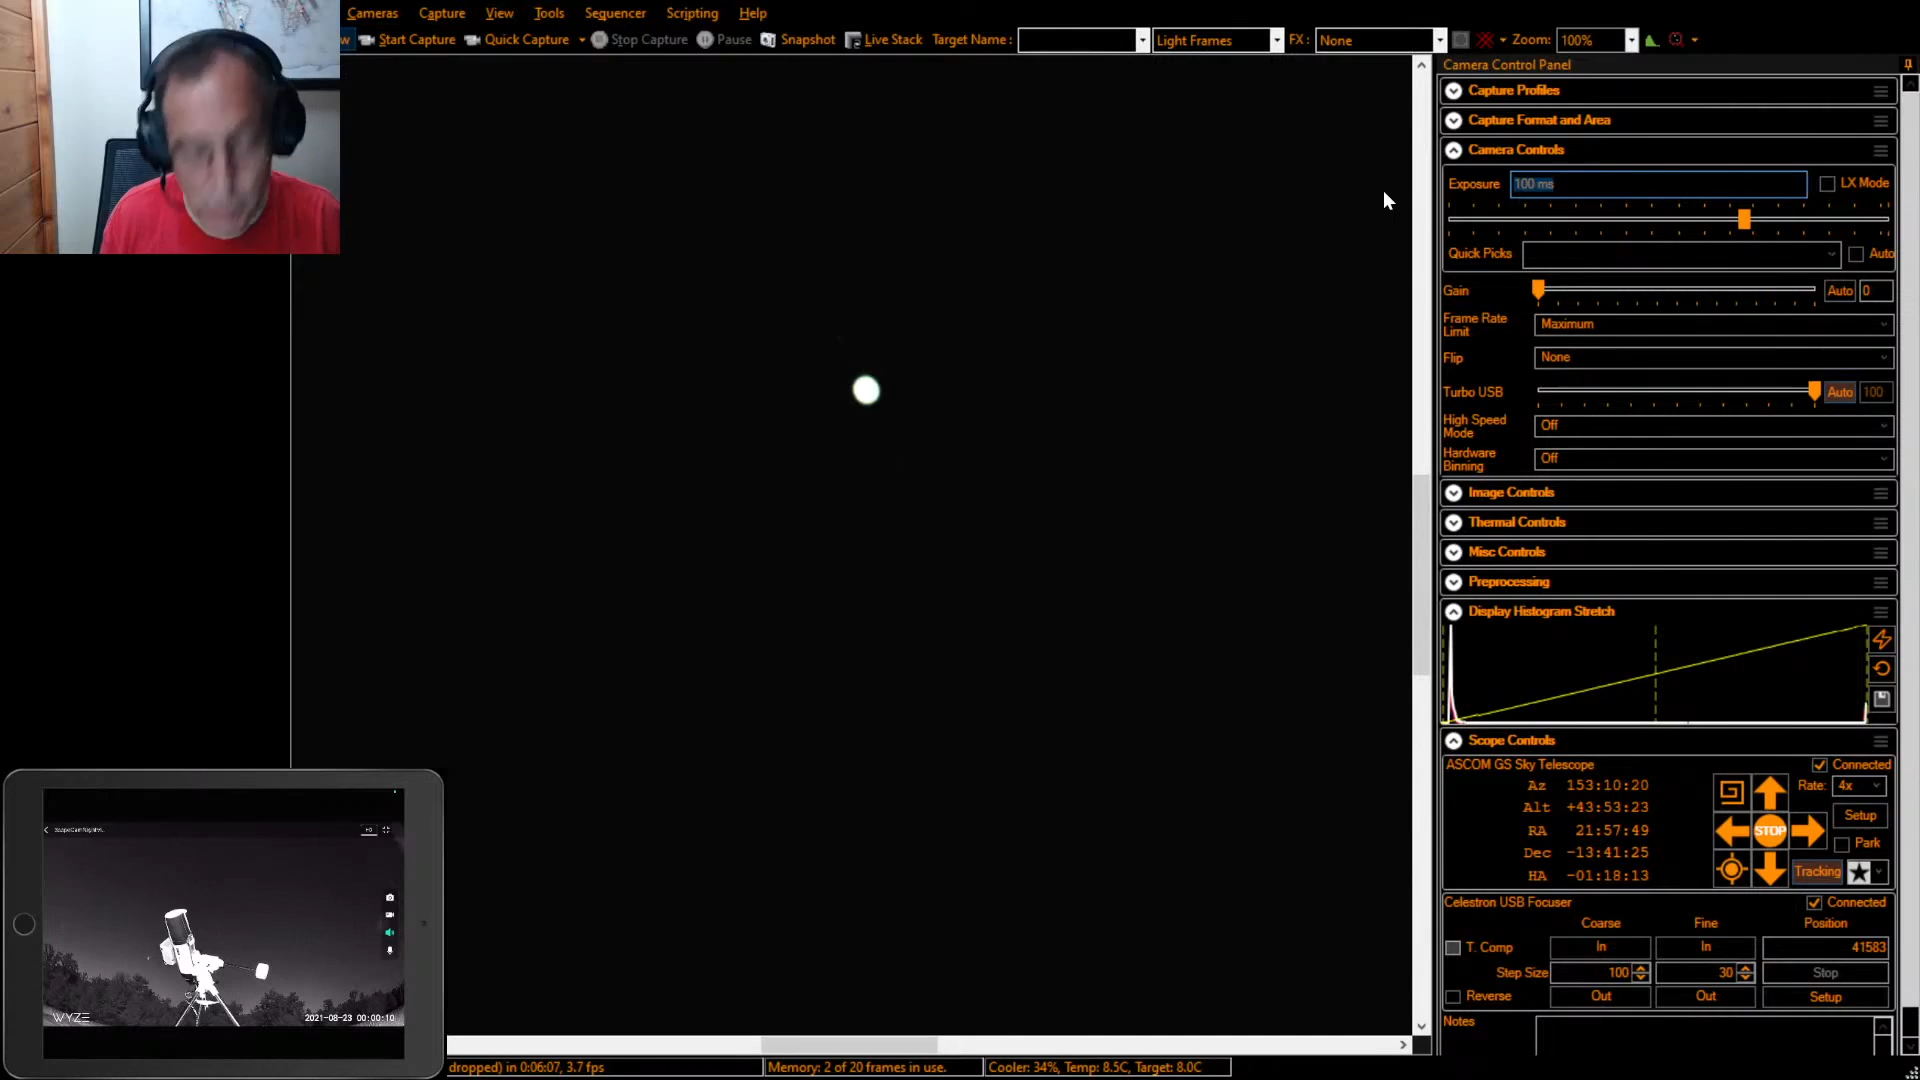 Cameras Capture View Tools Sequencer Scripting Help
Start Capture Quick Capture Stop Capture Pause Snapshot Live Stack Target Name : Light Frames FX : None Zoom: 100%
Camera Control Panel
Capture Profiles
Capture Format and Area
Camera Controls
Exposure 100 ms LX Mode
Quick Picks Auto
Gain Auto 0
Frame Rate Limit Maximum
Flip None
Turbo USB Auto 100
High Speed Mode Off
Hardware Binning Off
Image Controls
Thermal Controls
Misc Controls
Preprocessing
Display Histogram Stretch
Scope Controls
ASCOM GS Sky Telescope Connected
Az 153:10:20 Rate: 4x
Alt +43:53:23 Setup
RA 21:57:49 STOP
Dec -13:41:25 Park
HA -01:18:13 Tracking
Celestron USB Focuser Connected
Coarse Fine Position
T. Comp In In 41583
Step Size 100 30 Stop
Reverse Out Out Setup
Notes
WYZE 2021-08-23 00:00:10
dropped) in 0:06:07, 3.7 fps Memory: 2 of 20 frames in use. Cooler: 34%, Temp: 8.5C, Target: 8.0C